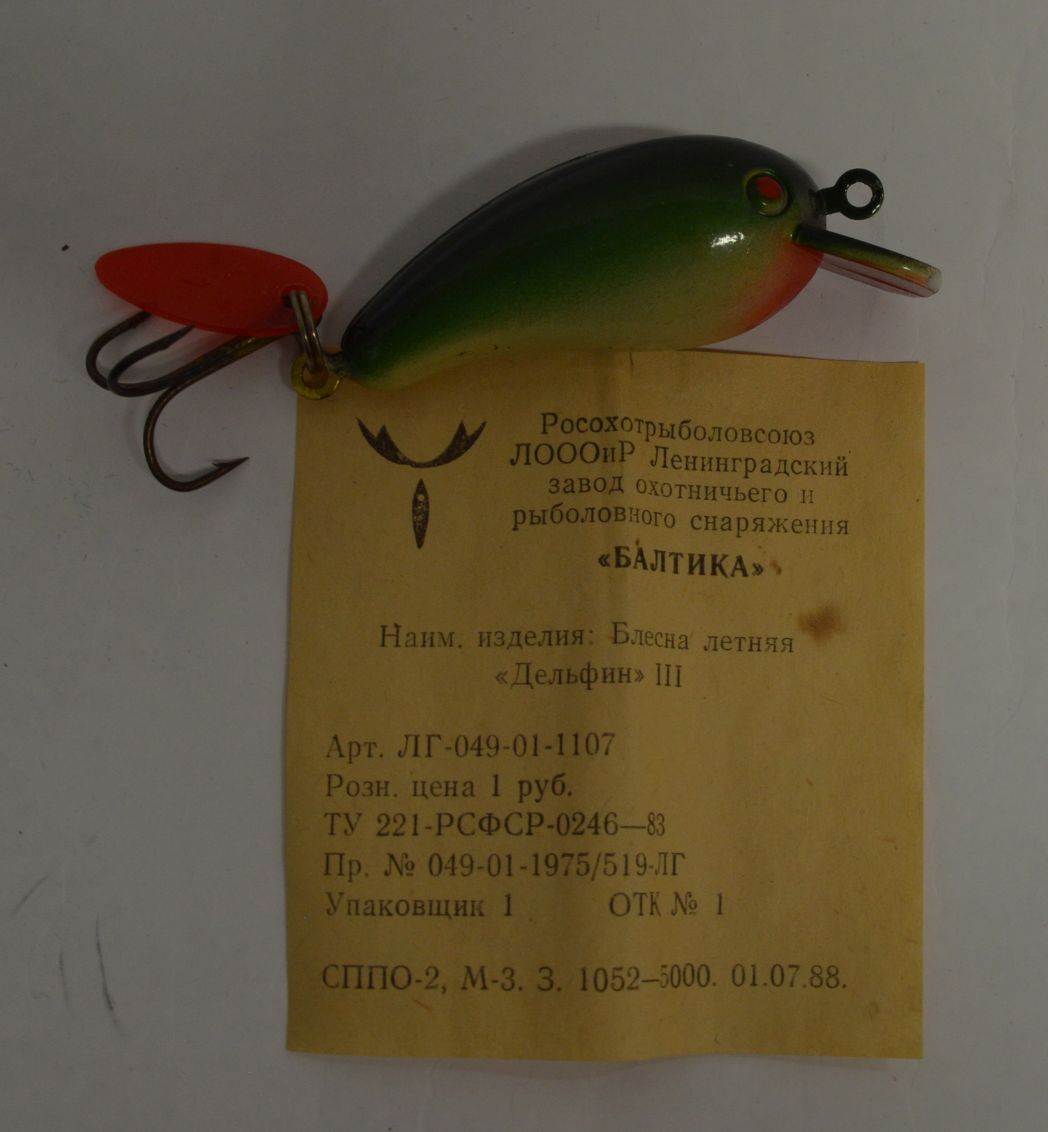 Росохотрыболовсоюз
ЛОООиР Ленинградский
завод охотничьего и
рыболовного снаряжения
«БАЛТИКА»
Наим. изделия: Блесна летняя
«Дельфин» III
Арт. ЛГ-049-01-1107
Розн. цена 1 руб.
ТУ 221-РСФСР-0246—83
Пр. № 049-01-1975/519-ЛГ
Упаковщик 1 ОТК № 1
СППО-2, М-З. З. 1052—5000. 01.07.88.